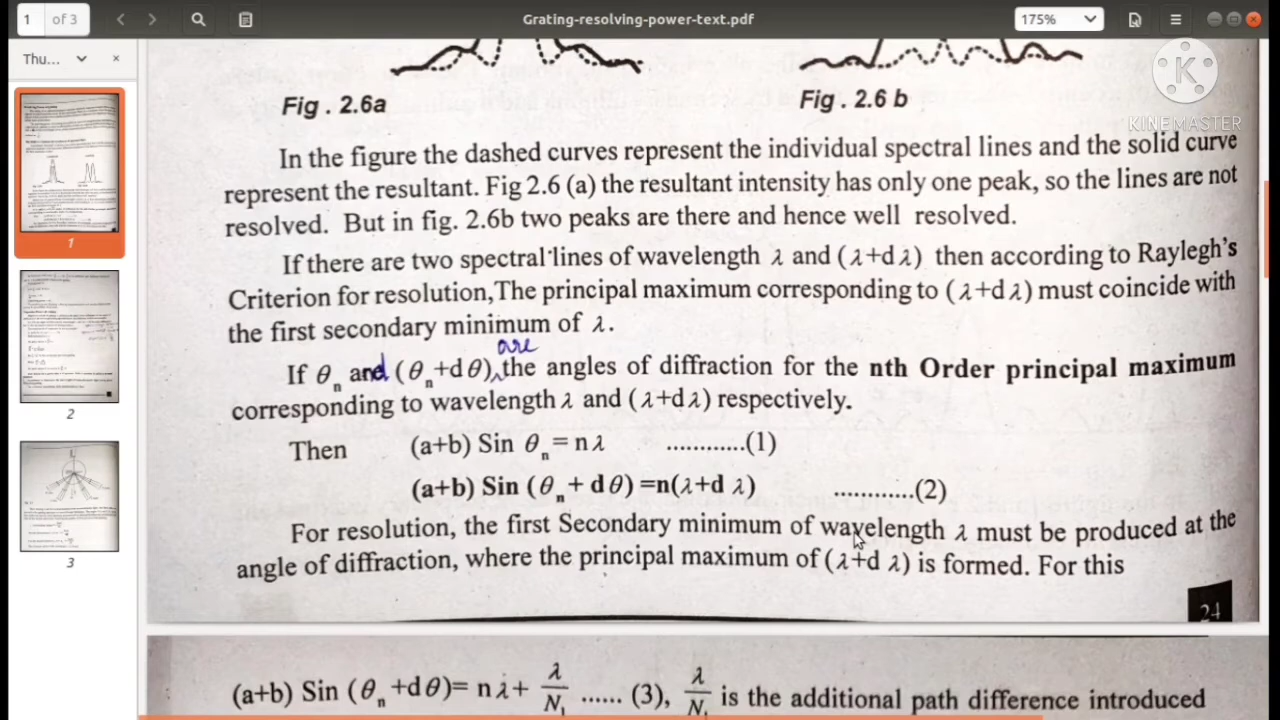 1 of 3
Grating-resolving-power-text.pdf
175%
Thu...
K
KINEMASTER
1
2
3
Fig . 2.6a
Fig . 2.6 b
In the figure the dashed curves represent the individual spectral lines and the solid curve
represent the resultant. Fig 2.6 (a) the resultant intensity has only one peak, so the lines are not
resolved. But in fig. 2.6b two peaks are there and hence well resolved.
If there are two spectral lines of wavelength λ and (λ+d λ) then according to Raylegh's
Criterion for resolution, The principal maximum corresponding to (λ+d λ) must coincide with
the first secondary minimum of λ.
are
If θn and (θn+d θ), the angles of diffraction for the nth Order principal maximum
corresponding to wavelength λ and (λ+dλ) respectively.
Then (a+b) Sin θn = n λ ............(1)
(a+b) Sin (θn + d θ) =n(λ+d λ) ............(2)
For resolution, the first Secondary minimum of wavelength λ must be produced at the
angle of diffraction, where the principal maximum of (λ+d λ) is formed. For this
24
(a+b) Sin (θn +dθ)= n λ+ λ/N1 ...... (3), λ/N1 is the additional path difference introduced